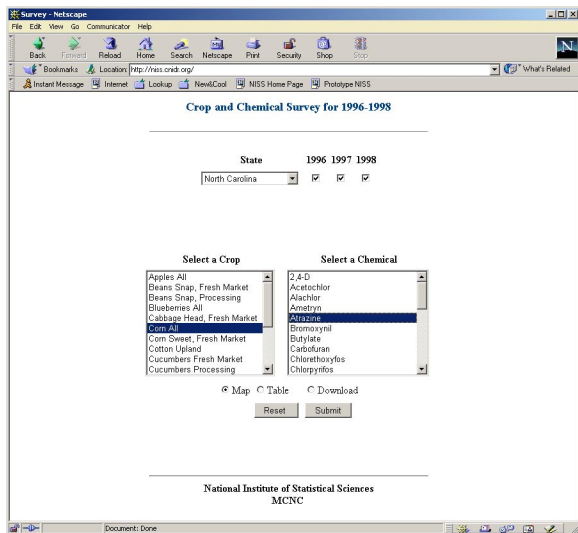 Survey - Netscape
File Edit View Go Communicator Help
Back Forward Reload Home Search Netscape Print Security Shop Stop
N
Bookmarks Location: http://niss.cnidr.org/ What's Related
Instant Message Internet Lookup New&Cool NISS Home Page Prototype NISS
Crop and Chemical Survey for 1996-1998
State 1996 1997 1998
North Carolina
Select a Crop Select a Chemical
Apples All 2,4-D
Beans Snap, Fresh Market Acetochlor
Beans Snap, Processing Alachlor
Blueberries All Ametryn
Cabbage Head, Fresh Market Atrazine
Corn All Bromoxynil
Corn Sweet, Fresh Market Butylate
Cotton Upland Carbofuran
Cucumbers Fresh Market Chlorethoxyfos
Cucumbers Processing Chlorpyrifos
Map Table Download
Reset Submit
National Institute of Statistical Sciences
MCNC
Document: Done